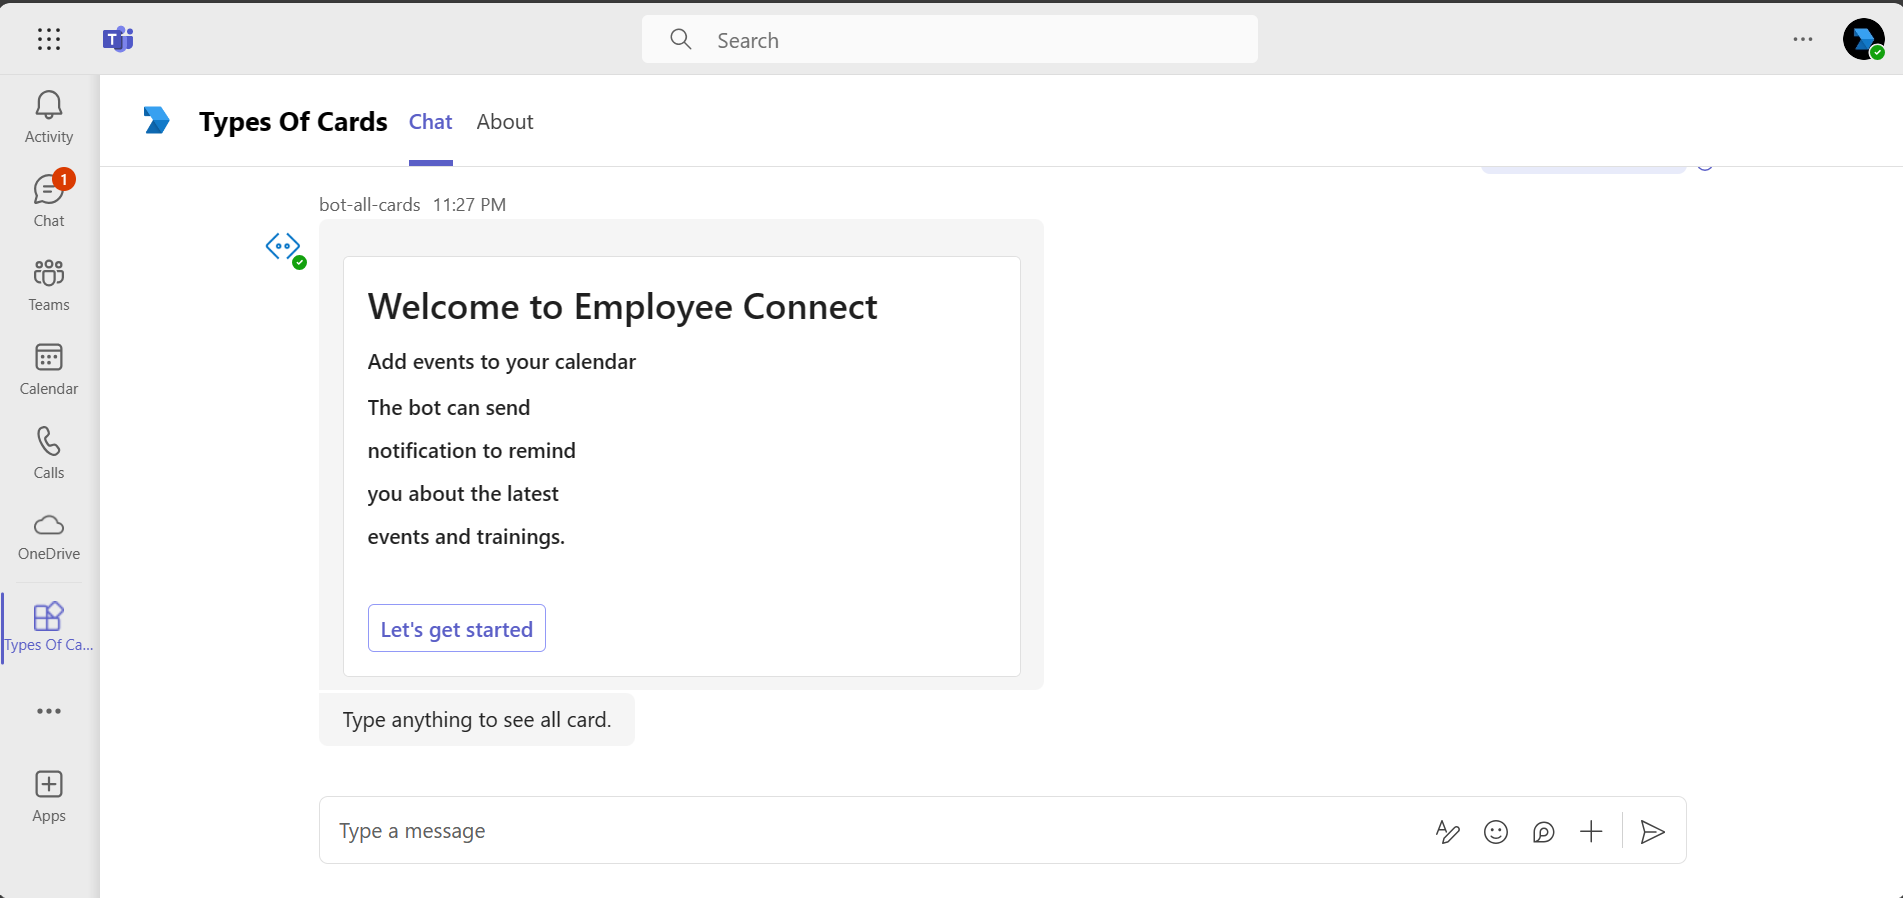 Search
Activity
1
Chat
Teams
Calendar
Calls
OneDrive
Types Of Ca...
Apps
Types Of Cards Chat About
bot-all-cards 11:27 PM
Welcome to Employee Connect
Add events to your calendar
The bot can send
notification to remind
you about the latest
events and trainings.
Let's get started
Type anything to see all card.
Type a message